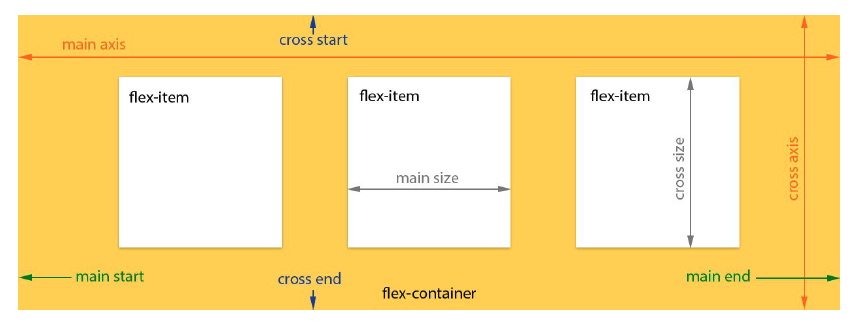 cross start
main axis
flex-item
flex-item
flex-item
main size
cross size
cross axis
main start
cross end
main end
flex-container